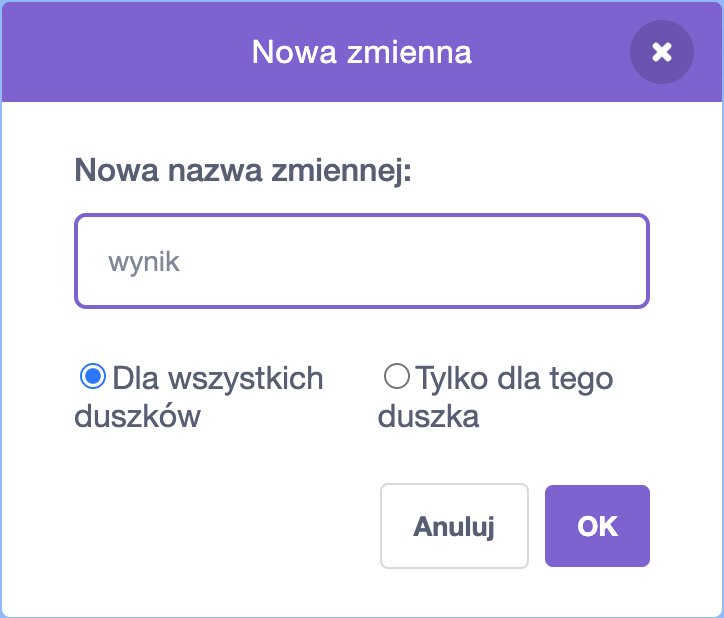 Nowa zmienna
Nowa nazwa zmiennej:
wynik
Dla wszystkich duszków
Tylko dla tego duszka
Anuluj
OK